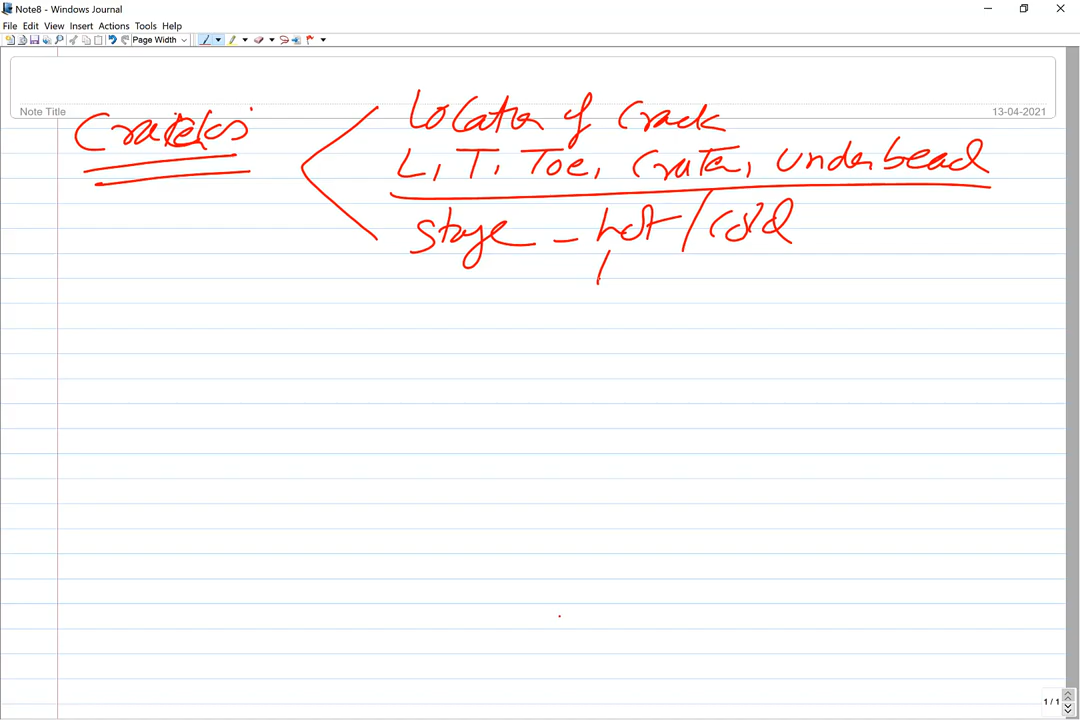 Note8 - Windows Journal
File Edit View Insert Actions Tools Help
Page Width
Note Title
13-04-2021
Cracks
Location of Crack
L, T, Toe, Crater, Underbead
Stage - hot/cold
1/1